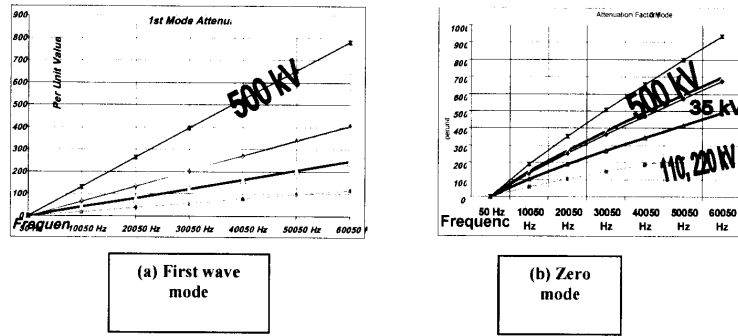 1st Mode Attenu
Per Unit Value
900
800
700
600
500
400
300
200
100
0
500 kV
Frequen
50 Hz 10050 Hz 20050 Hz 30050 Hz 40050 Hz 50050 Hz 60050 H
(a) First wave
mode
Attenuation Factor Mode
perunit
500 kV
35 kV
110, 220 kV
Frequenc
50 Hz 10050 20050 30050 40050 50050 60050
Hz Hz Hz Hz Hz Hz
(b) Zero
mode